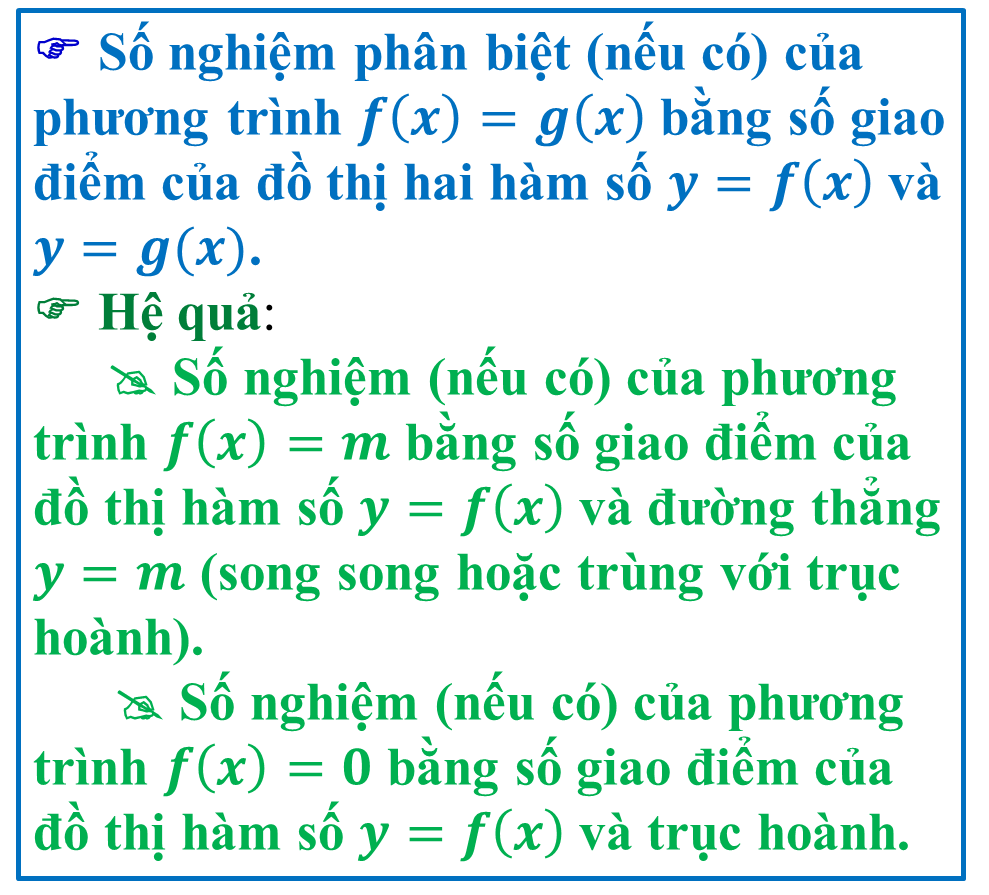 ☞ Số nghiệm phân biệt (nếu có) của
phương trình f(x) = g(x) bằng số giao
điểm của đồ thị hai hàm số y = f(x) và
y = g(x).
☞ Hệ quả:
✍ Số nghiệm (nếu có) của phương
trình f(x) = m bằng số giao điểm của
đồ thị hàm số y = f(x) và đường thẳng
y = m (song song hoặc trùng với trục
hoành).
✍ Số nghiệm (nếu có) của phương
trình f(x) = 0 bằng số giao điểm của
đồ thị hàm số y = f(x) và trục hoành.